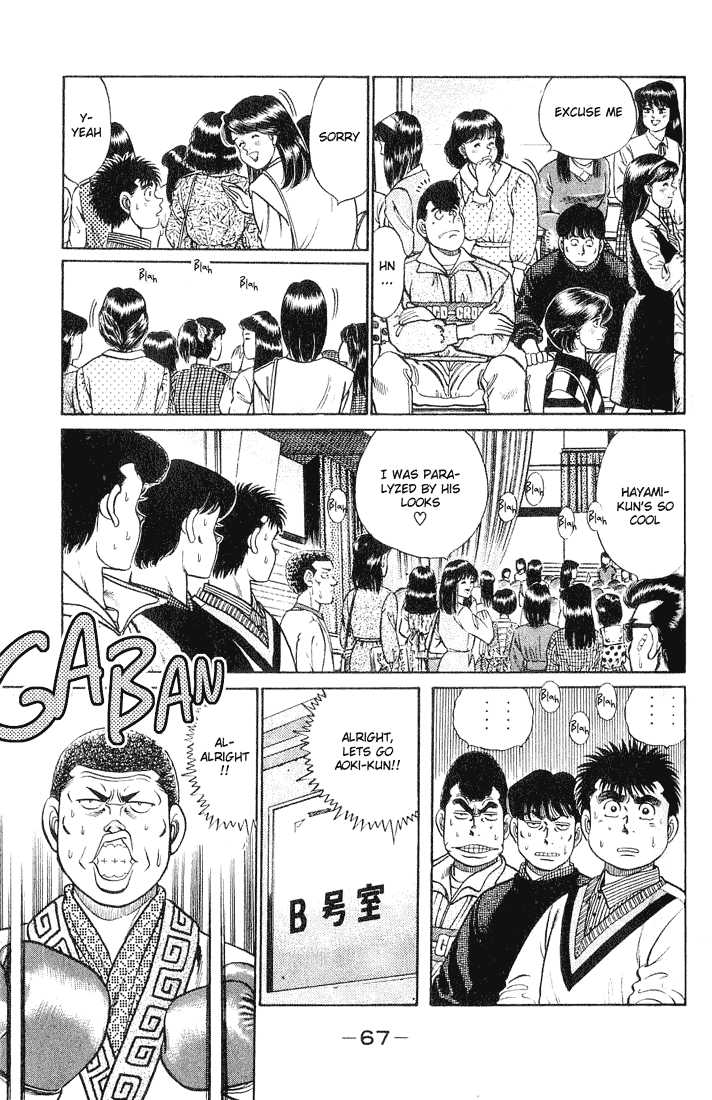 EXCUSE ME
HN
...
SORRY
Y-
YEAH
Blah
Blah
Blah
HAYAMI-
KUN'S SO
COOL
Blah
Blah
Blah
I WAS PARA-
LYZED BY HIS
LOOKS
♡
Blah
...
Blah
Blah
Blah
...
ALRIGHT,
LETS GO
AOKI-KUN!!
B号室
AL-
ALRIGHT
!!
GABAN
—67—